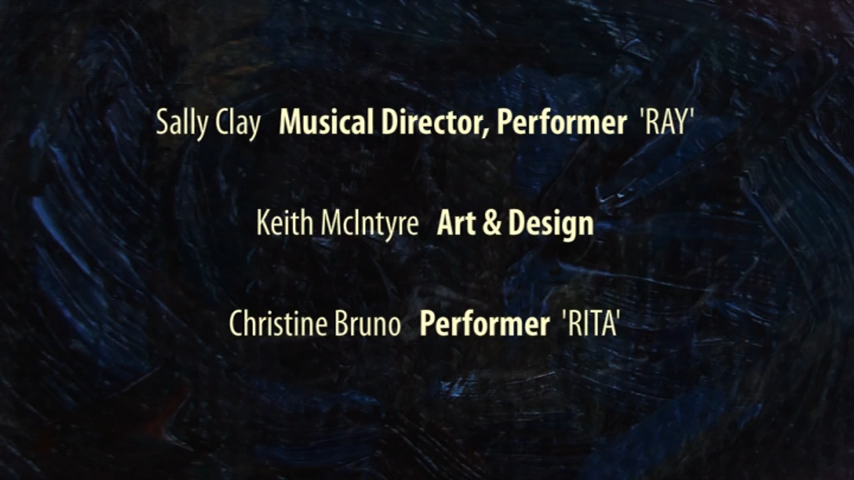 Sally Clay Musical Director, Performer 'RAY'
Keith McIntyre Art & Design
Christine Bruno Performer 'RITA'